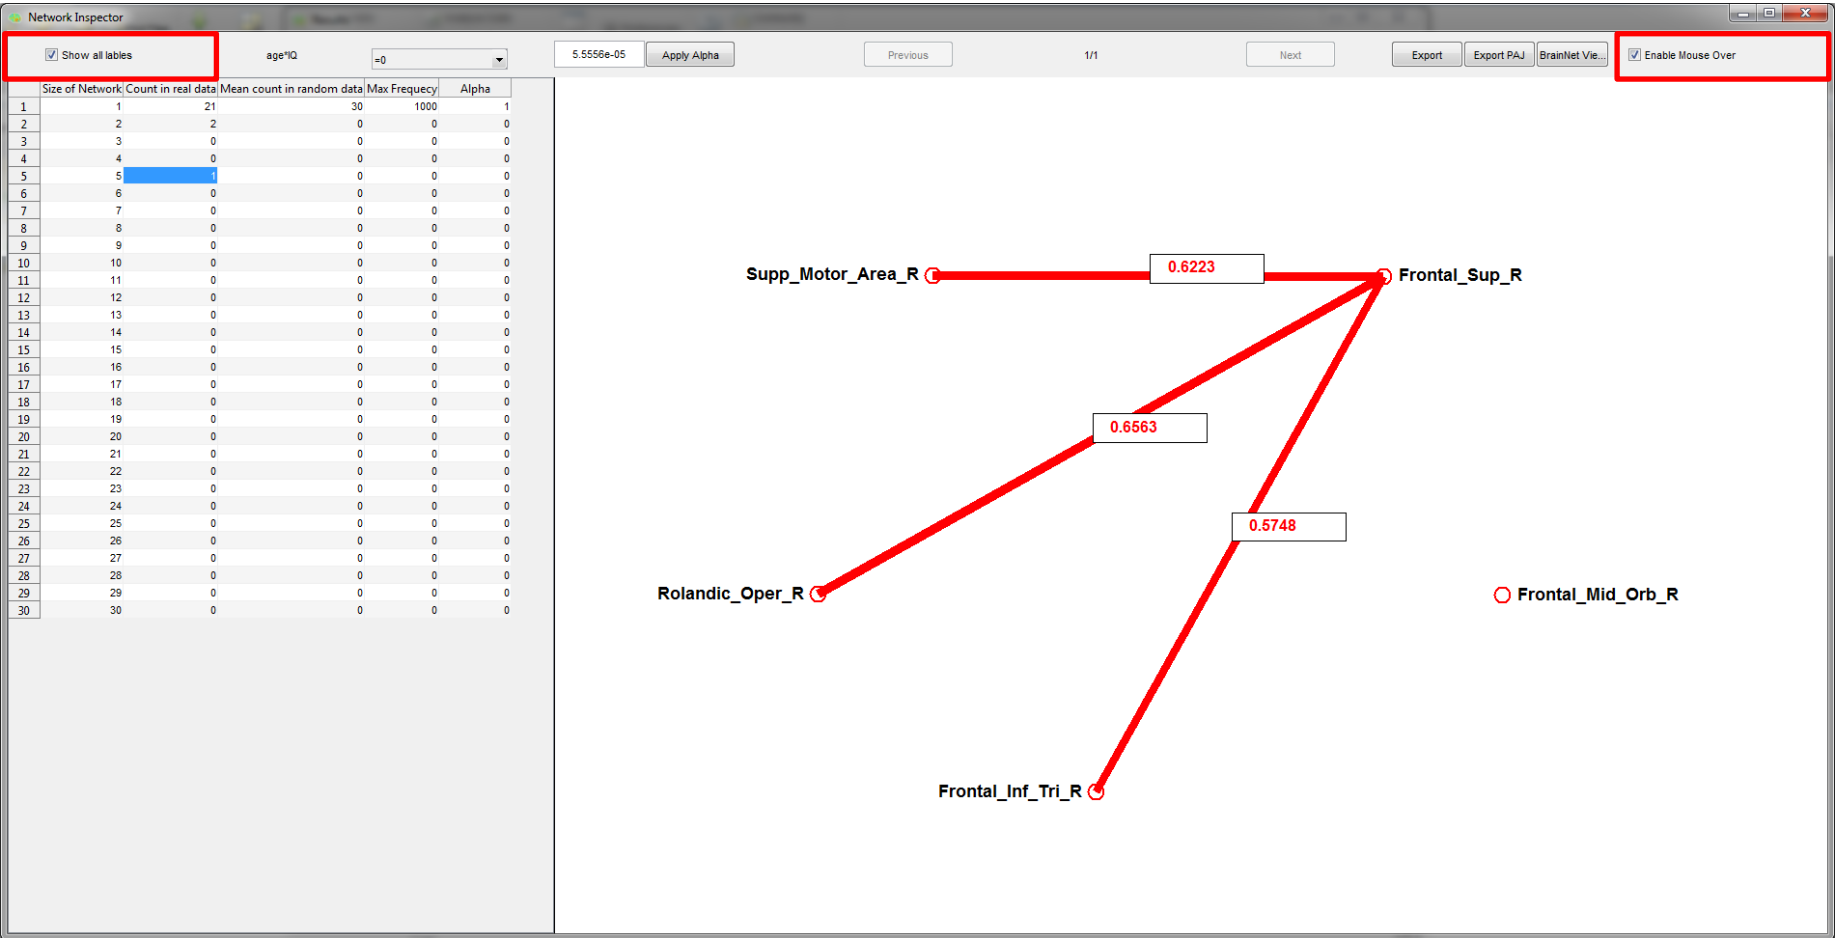 Network Inspector
Show all lables age*IQ =0 5.5556e-05 Apply Alpha Previous 1/1 Next Export Export PAJ BrainNet Vie... Enable Mouse Over
Size of Network Count in real data Mean count in random data Max Frequecy Alpha
1 1 21 30 1000 1
2 2 2 0 0 0
3 3 0 0 0 0
4 4 0 0 0 0
5 5 1 0 0 0
6 6 0 0 0 0
7 7 0 0 0 0
8 8 0 0 0 0
9 9 0 0 0 0
10 10 0 0 0 0
11 11 0 0 0 0
12 12 0 0 0 0
13 13 0 0 0 0
14 14 0 0 0 0
15 15 0 0 0 0
16 16 0 0 0 0
17 17 0 0 0 0
18 18 0 0 0 0
19 19 0 0 0 0
20 20 0 0 0 0
21 21 0 0 0 0
22 22 0 0 0 0
23 23 0 0 0 0
24 24 0 0 0 0
25 25 0 0 0 0
26 26 0 0 0 0
27 27 0 0 0 0
28 28 0 0 0 0
29 29 0 0 0 0
30 30 0 0 0 0
Supp_Motor_Area_R 0.6223 Frontal_Sup_R
0.6563
0.5748
Rolandic_Oper_R Frontal_Mid_Orb_R
Frontal_Inf_Tri_R